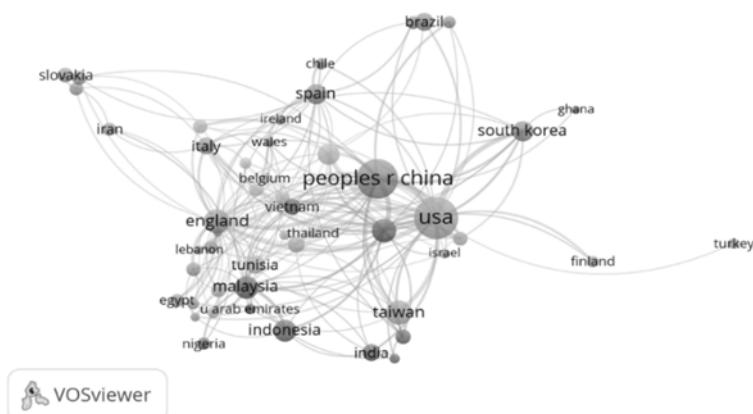 brazil
chile
slovakia
spain
ghana
ireland
south korea
iran
wales
italy
belgium
peoples r china
vietnam
england
usa
thailand
turkey
lebanon
israel
finland
tunisia
malaysia
egypt
u arab emirates
taiwan
indonesia
nigeria
india
VOSviewer